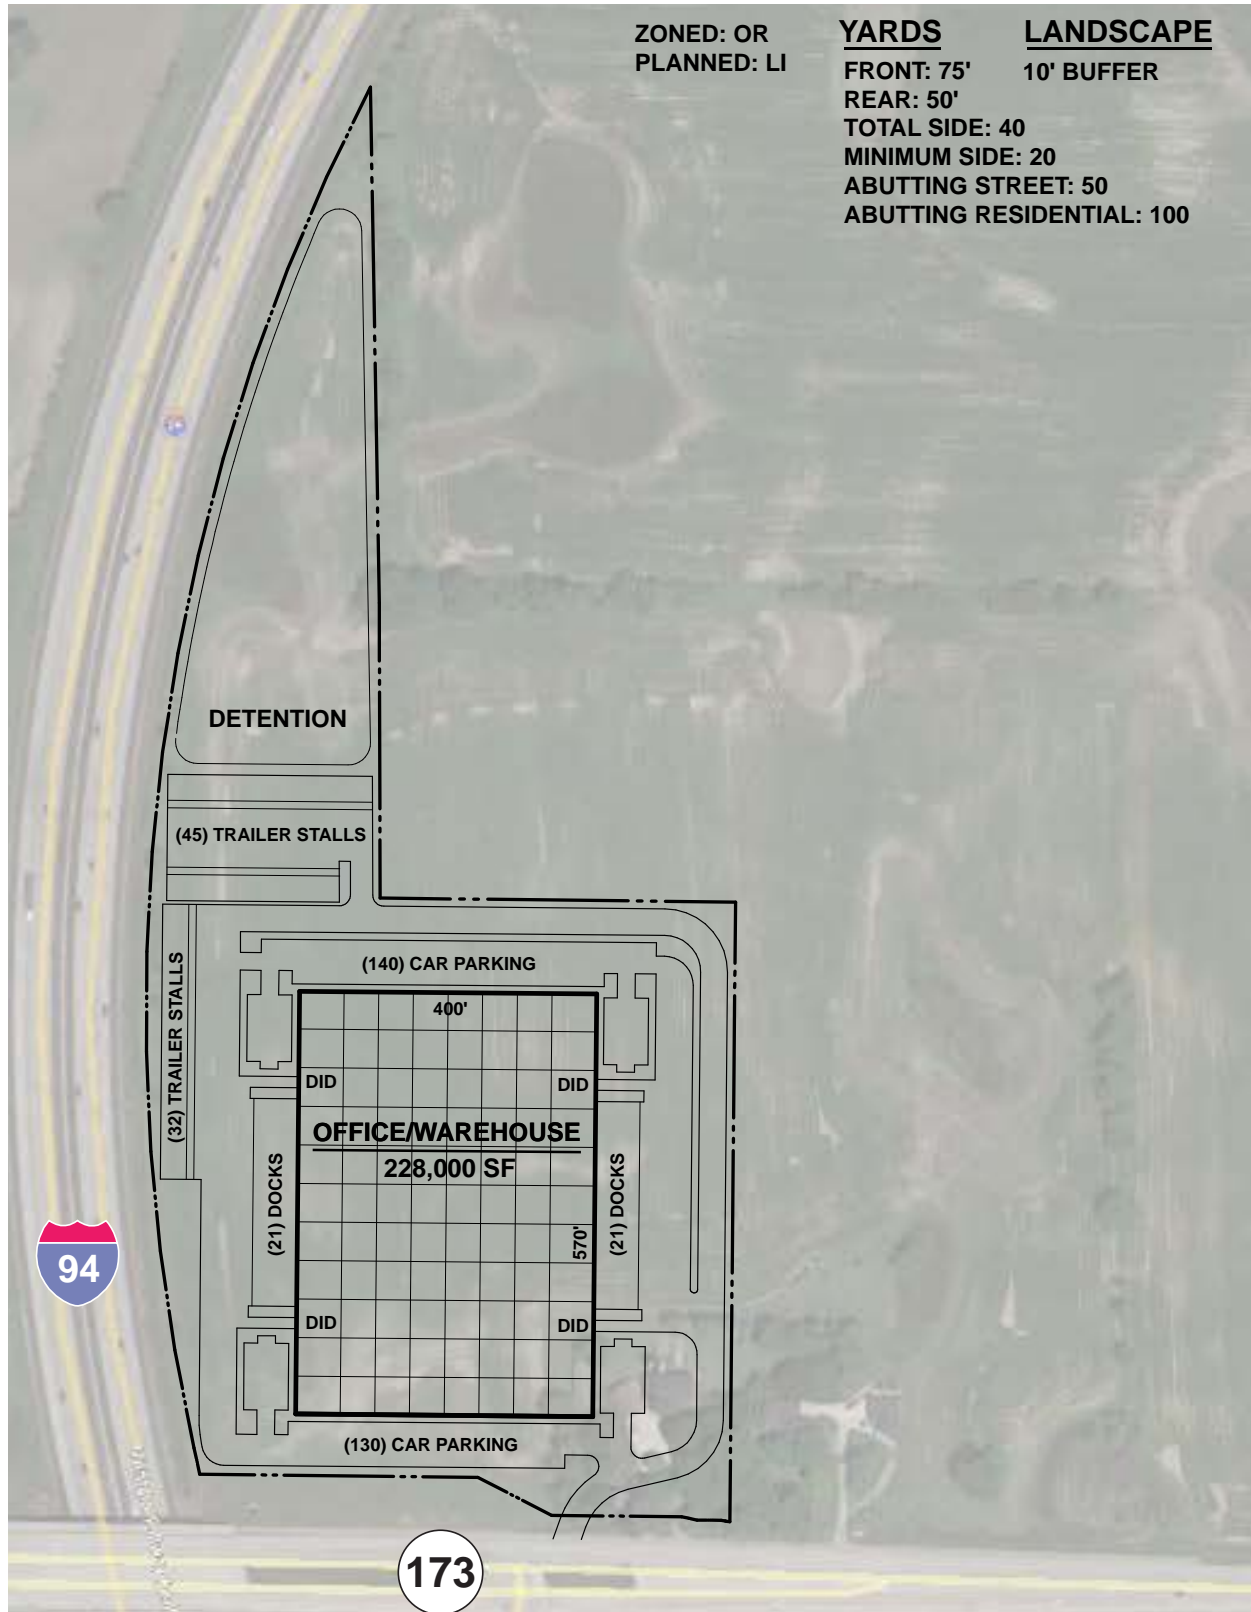 ZONED: OR
PLANNED: LI
YARDS
FRONT: 75'
REAR: 50'
TOTAL SIDE: 40
MINIMUM SIDE: 20
ABUTTING STREET: 50
ABUTTING RESIDENTIAL: 100
LANDSCAPE
10' BUFFER
DETENTION
(45) TRAILER STALLS
(32) TRAILER STALLS
(140) CAR PARKING
400'
DID
DID
OFFICE/WAREHOUSE
228,000 SF
(21) DOCKS
570'
(21) DOCKS
94
DID
DID
(130) CAR PARKING
173